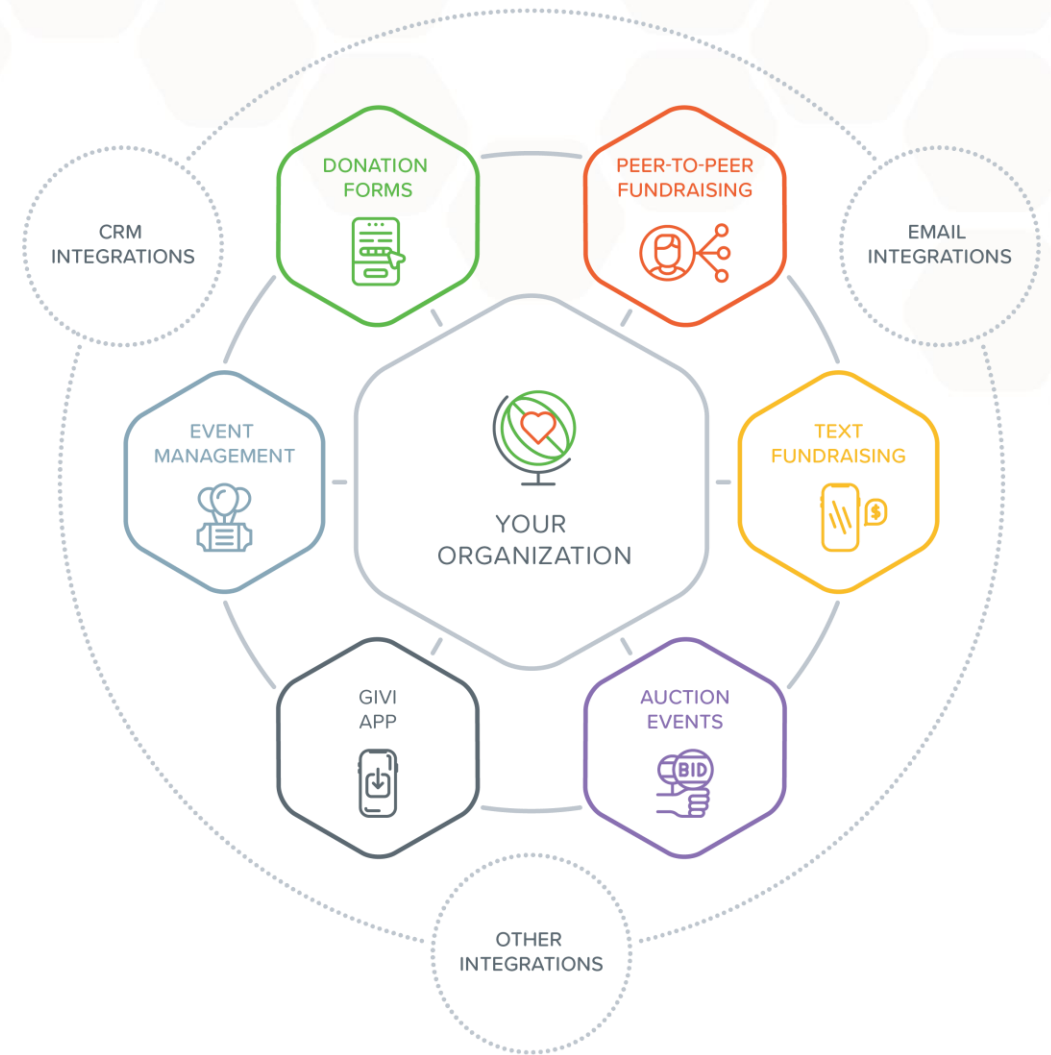 DONATION
FORMS
PEER-TO-PEER
FUNDRAISING
CRM
INTEGRATIONS
EMAIL
INTEGRATIONS
EVENT
MANAGEMENT
YOUR
ORGANIZATION
TEXT
FUNDRAISING
$
GIVI
APP
AUCTION
EVENTS
BID
OTHER
INTEGRATIONS